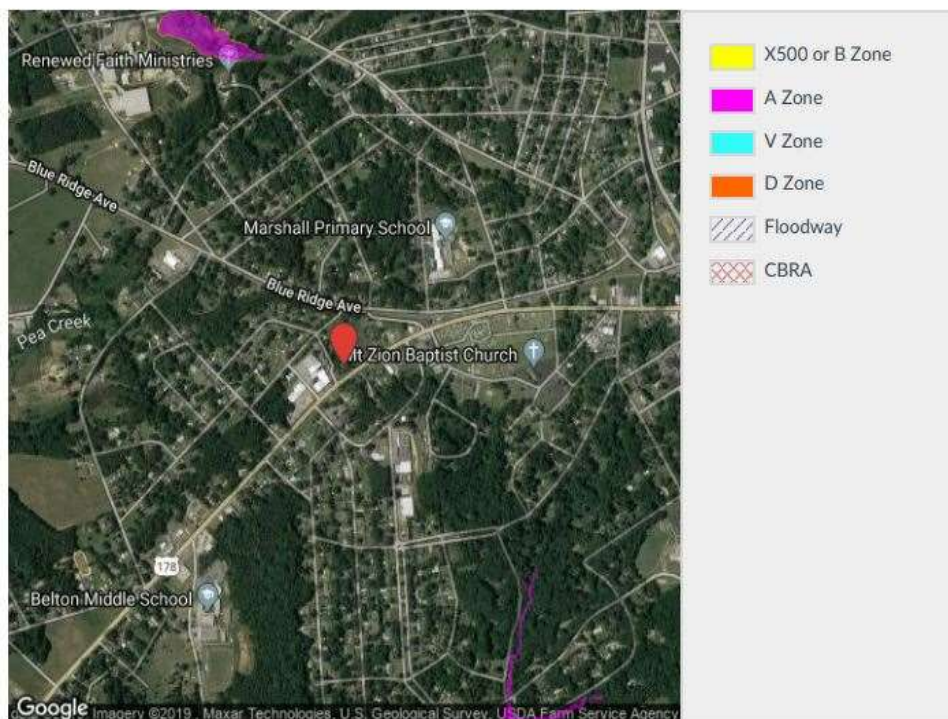 Renewed Faith Ministries
Blue Ridge Ave
Marshall Primary School
Blue Ridge Ave
Pea Creek
Mt Zion Baptist Church
178
Belton Middle School
Google
Imagery ©2019 , Maxar Technologies, U.S. Geological Survey, USDA Farm Service Agency
X500 or B Zone
A Zone
V Zone
D Zone
Floodway
CBRA